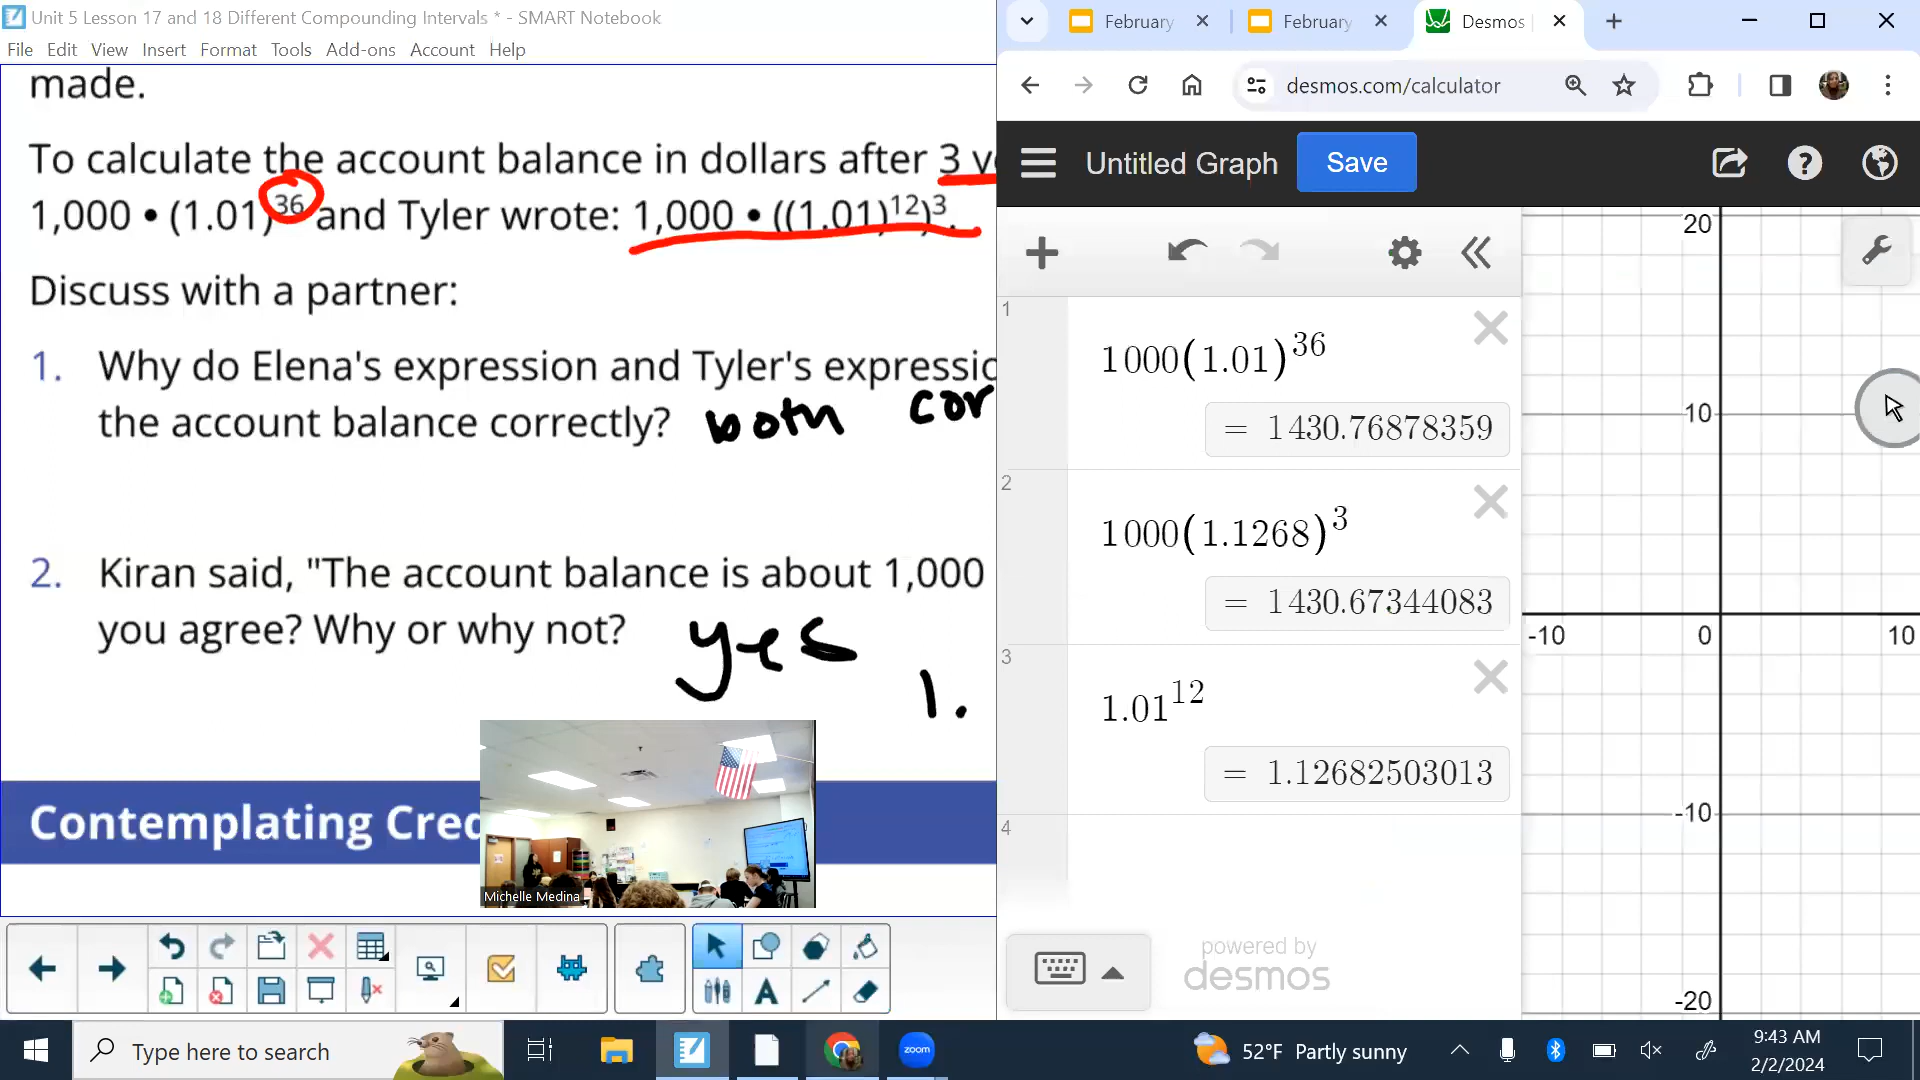 Unit 5 Lesson 17 and 18 Different Compounding Intervals * - SMART Notebook
File Edit View Insert Format Tools Add-ons Account Help
made.
To calculate the account balance in dollars after 3 y
1,000 • (1.01)^36 and Tyler wrote: 1,000 • ((1.01)^12)^3.
Discuss with a partner:
1. Why do Elena's expression and Tyler's expressic
the account balance correctly? both cor
2. Kiran said, "The account balance is about 1,000
you agree? Why or why not? yes
1.
Contemplating Cred
Michelle Medina
February
February
Desmos
desmos.com/calculator
Untitled Graph
Save
1
1000(1.01)^36
= 1430.76878359
2
1000(1.1268)^3
= 1430.67344083
3
1.01^12
= 1.12682503013
4
powered by
desmos
20
10
-10 0 10
-10
-20
Type here to search
zoom
52°F Partly sunny
9:43 AM
2/2/2024